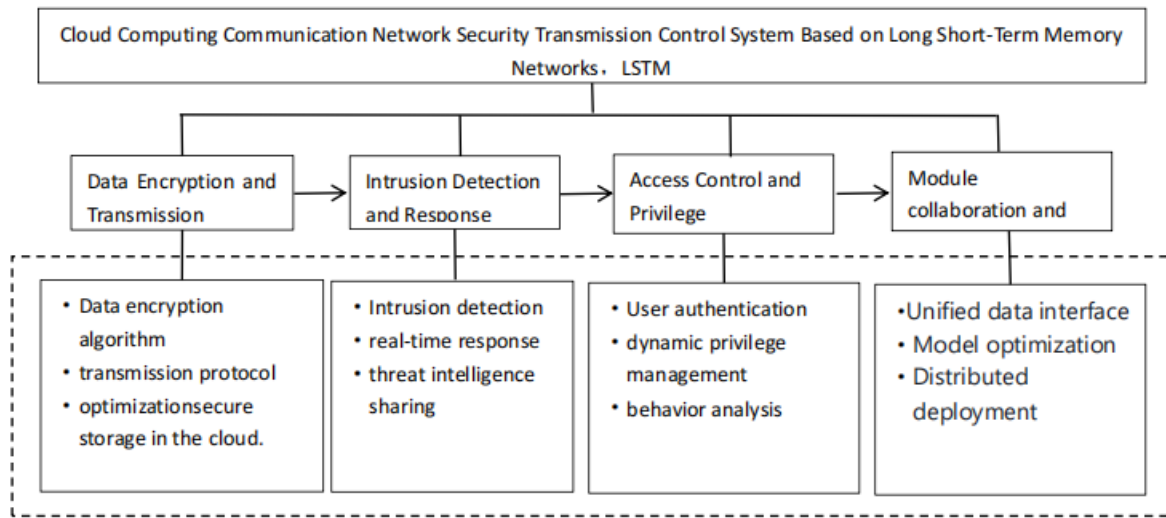 Cloud Computing Communication Network Security Transmission Control System Based on Long Short-Term Memory
Networks，LSTM
Data Encryption and
Transmission
Intrusion Detection
and Response
Access Control and
Privilege
Module
collaboration and
• Data encryption
algorithm
• transmission protocol
• optimizationsecure
storage in the cloud.
• Intrusion detection
• real-time response
• threat intelligence
sharing
• User authentication
• dynamic privilege
management
• behavior analysis
•Unified data interface
• Model optimization
• Distributed
deployment